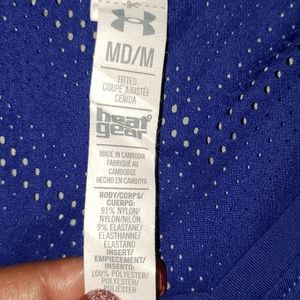 MD/M
FITTED
COUPE AJUSTÉE
CEÑIDA
heat
gear
MADE IN CAMBODIA
FABRIQUÉ AU
CAMBODGE
HECHO EN CAMBOYA
BODY/CORPS/
CUERPO:
91% NYLON/
NYLON/NILÓN
9% ELASTANE/
ELASTHANNE/
ELASTANO
INSERT/
EMPIECEMENT/
INSERTO:
100% POLYESTER/
POLYESTER/
POLIÉSTER